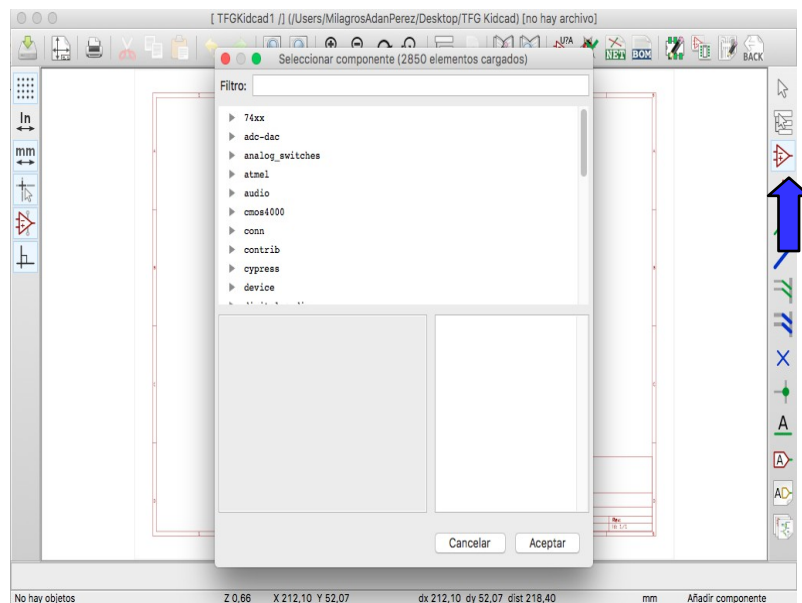 [ TFGKidcad1 /] (/Users/MilagrosAdanPerez/Desktop/TFG Kidcad) [no hay archivo]
U?A
NET
BOM
BACK
Seleccionar componente (2850 elementos cargados)
Filtro:
In
mm
74xx
adc-dac
analog_switches
atmel
audio
cmos4000
conn
contrib
cypress
device
A
A
AD
Cancelar
Aceptar
No hay objetos
Z 0,66
X 212,10 Y 52,07
dx 212,10 dy 52,07 dist 218,40
mm
Añadir componente